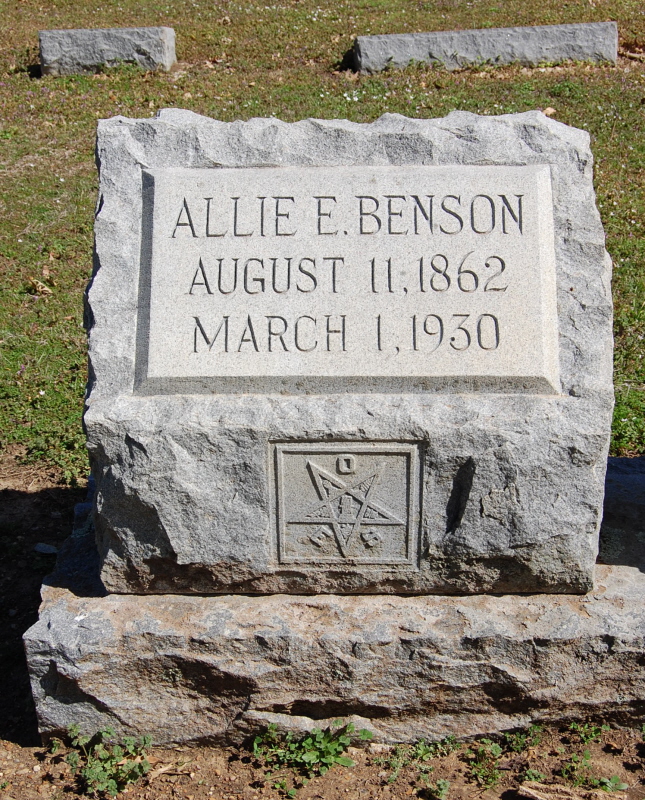 ALLIE E. BENSON
AUGUST 11, 1862
MARCH 1, 1930
O
E S